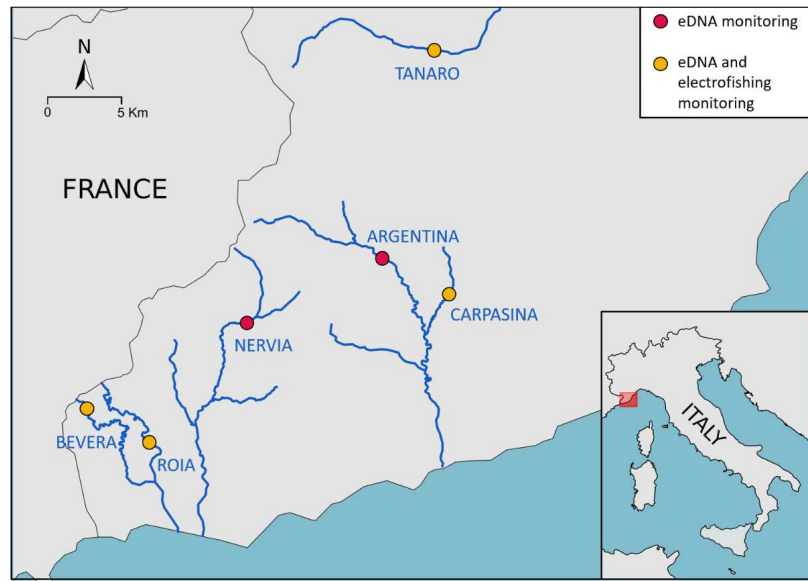 N
0 5 Km
FRANCE
TANARO
eDNA monitoring
eDNA and
electrofishing
monitoring
ARGENTINA
CARPASINA
NERVIA
BEVERA
ROIA
ITALY